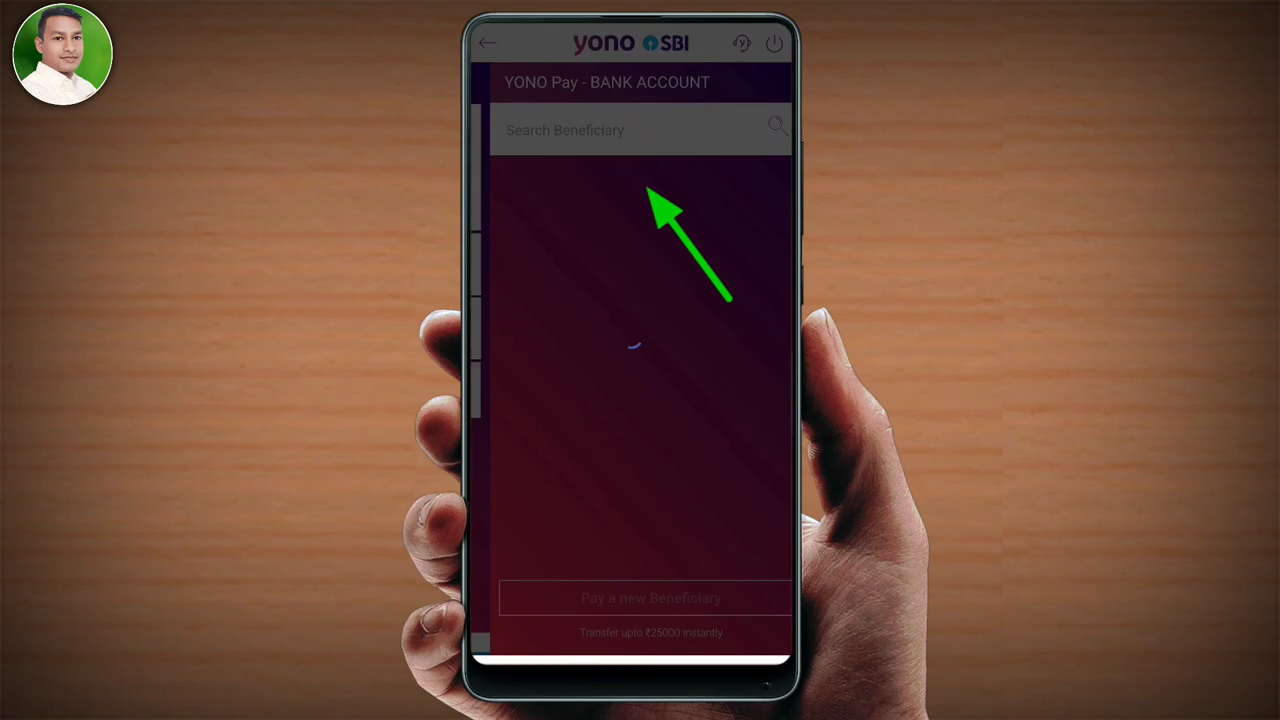 yono SBI
YONO Pay - BANK ACCOUNT
Search Beneficiary
Pay a new Beneficiary
Transfer upto ₹25000 instantly